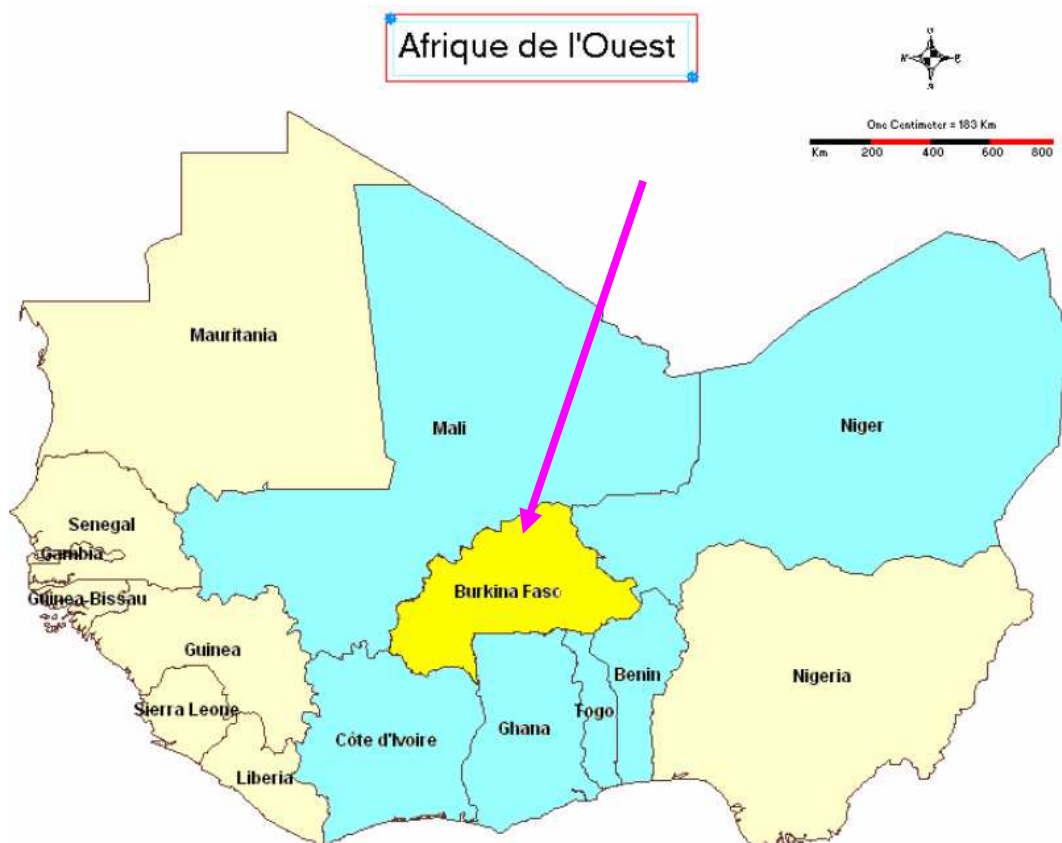 Afrique de l'Ouest
One Centimeter = 183 Km
Km 200 400 600 800
Mauritania
Mali
Niger
Senegal
Gambia
Guinea-Bissau
Burkina Faso
Guinea
Benin
Nigeria
Sierra Leone
Togo
Ghana
Côte d'Ivoire
Liberia